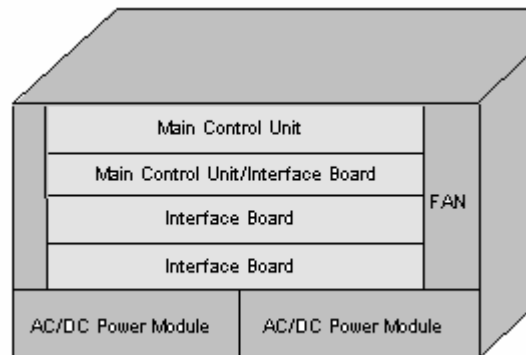 Main Control Unit
Main Control Unit/Interface Board
FAN
Interface Board
Interface Board
AC/DC Power Module
AC/DC Power Module